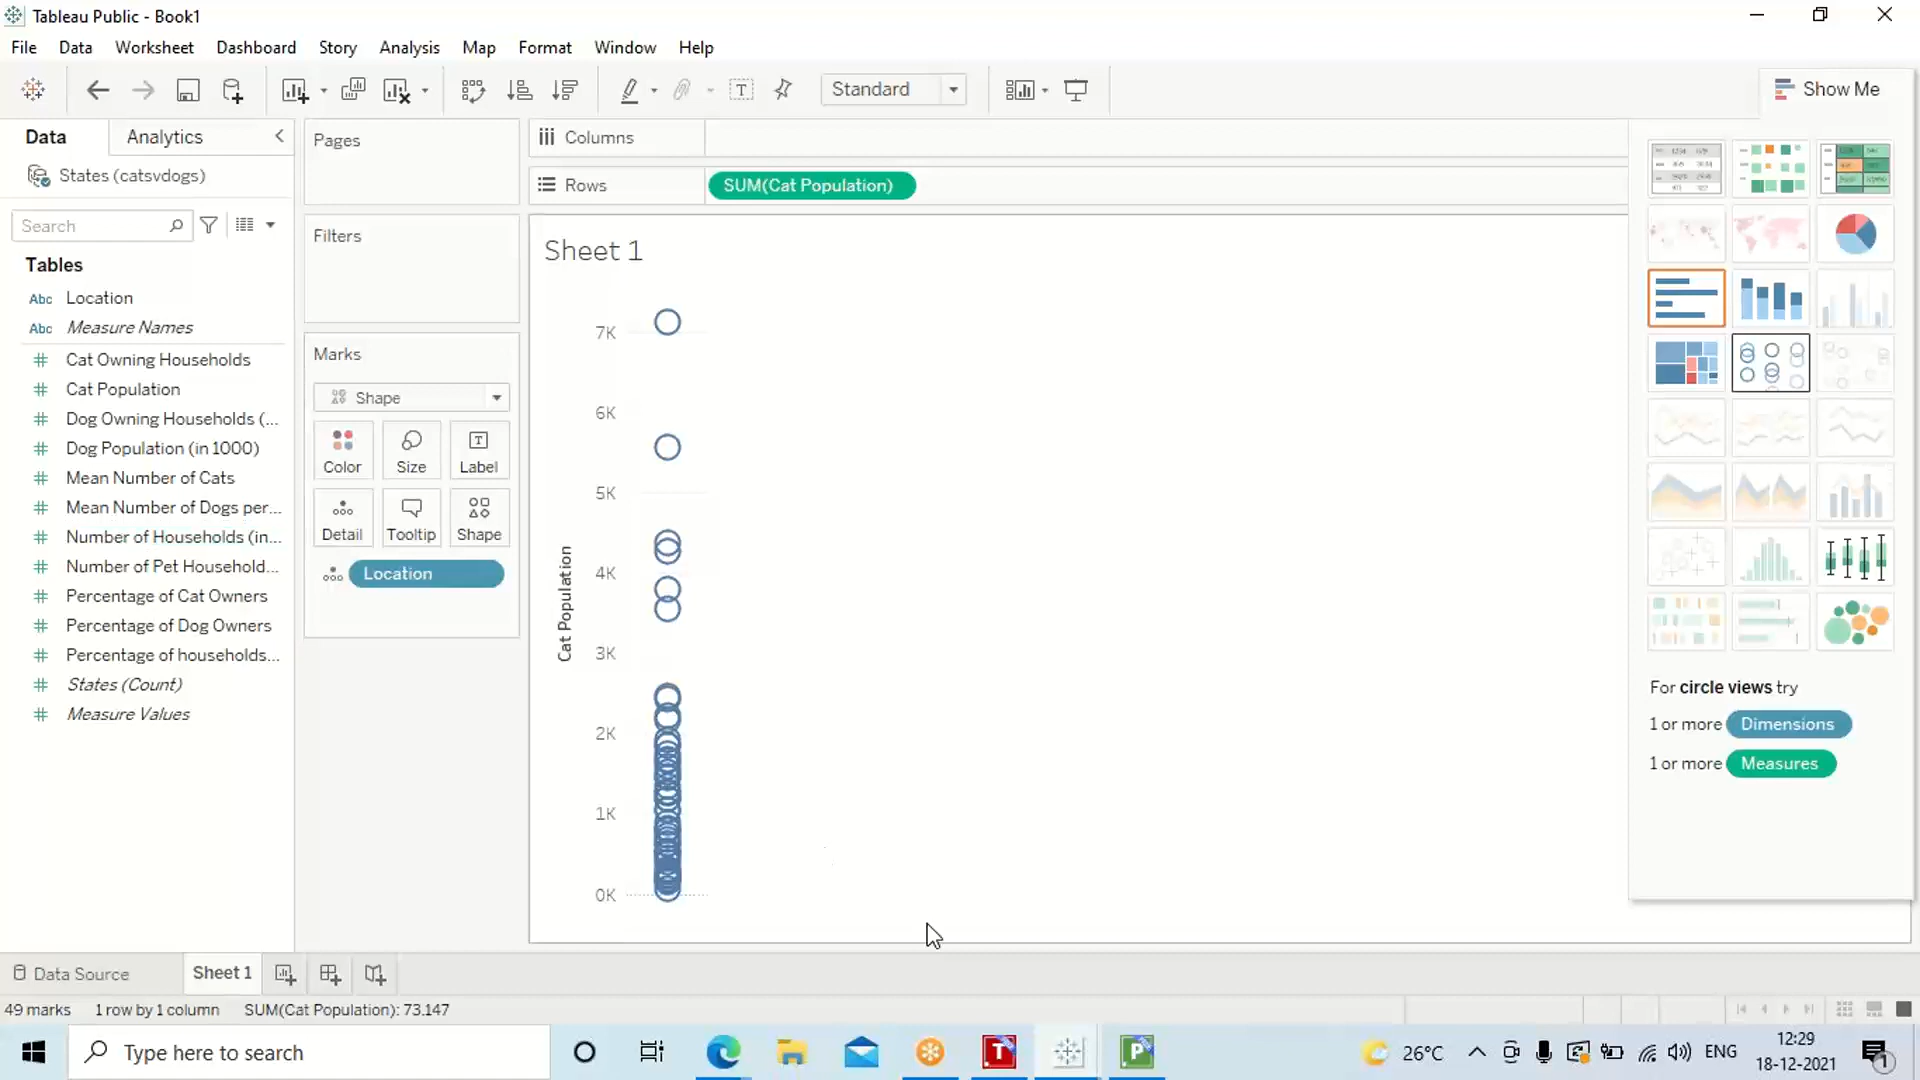 Tableau Public - Book1
File Data Worksheet Dashboard Story Analysis Map Format Window Help
Standard
Show Me
Data Analytics
States (catsvdogs)
Search
Tables
Abc Location
Abc Measure Names
Cat Owning Households
Cat Population
Dog Owning Households (...
Dog Population (in 1000)
Mean Number of Cats
Mean Number of Dogs per...
Number of Households (in...
Number of Pet Household...
Percentage of Cat Owners
Percentage of Dog Owners
Percentage of households...
States (Count)
Measure Values
Pages
Filters
Marks
Shape
Color Size Label
Detail Tooltip Shape
Location
Columns
Rows SUM(Cat Population)
Sheet 1
7K
6K
5K
4K
3K
2K
1K
0K
Cat Population
For circle views try
1 or more Dimensions
1 or more Measures
Data Source Sheet 1
49 marks 1 row by 1 column SUM(Cat Population): 73.147
Type here to search
T
P
26°C
ENG
12:29
18-12-2021
1